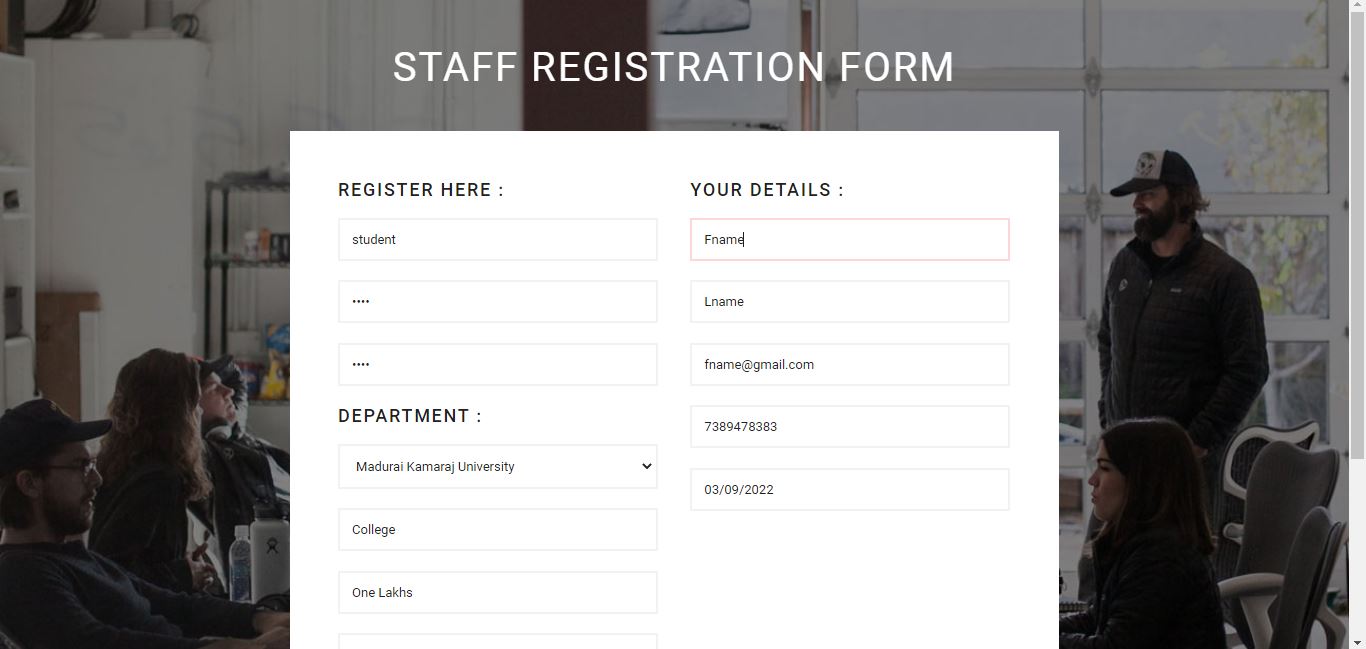 STAFF REGISTRATION FORM
REGISTER HERE :
student
••••
••••
DEPARTMENT :
Madurai Kamaraj University
College
One Lakhs
YOUR DETAILS :
Fname
Lname
fname@gmail.com
7389478383
03/09/2022